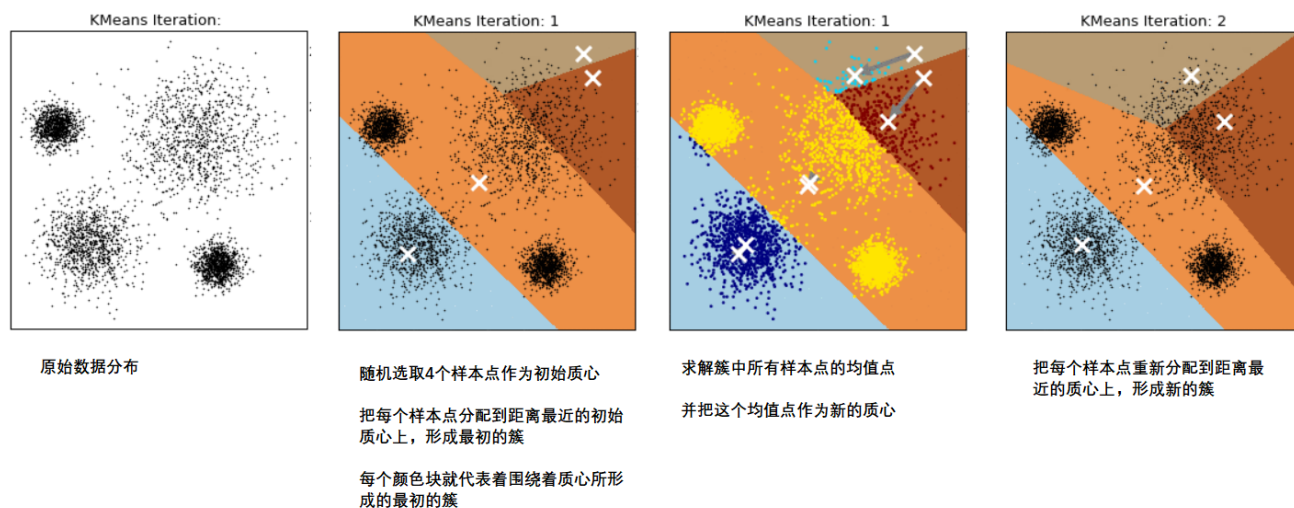 KMeans Iteration:
KMeans Iteration: 1
KMeans Iteration: 1
KMeans Iteration: 2
原始数据分布
随机选取4个样本点作为初始质心
把每个样本点分配到距离最近的初始
质心上，形成最初的簇
每个颜色块就代表着围绕着质心所形
成的最初的簇
求解簇中所有样本点的均值点
并把这个均值点作为新的质心
把每个样本点重新分配到距离最
近的质心上，形成新的簇